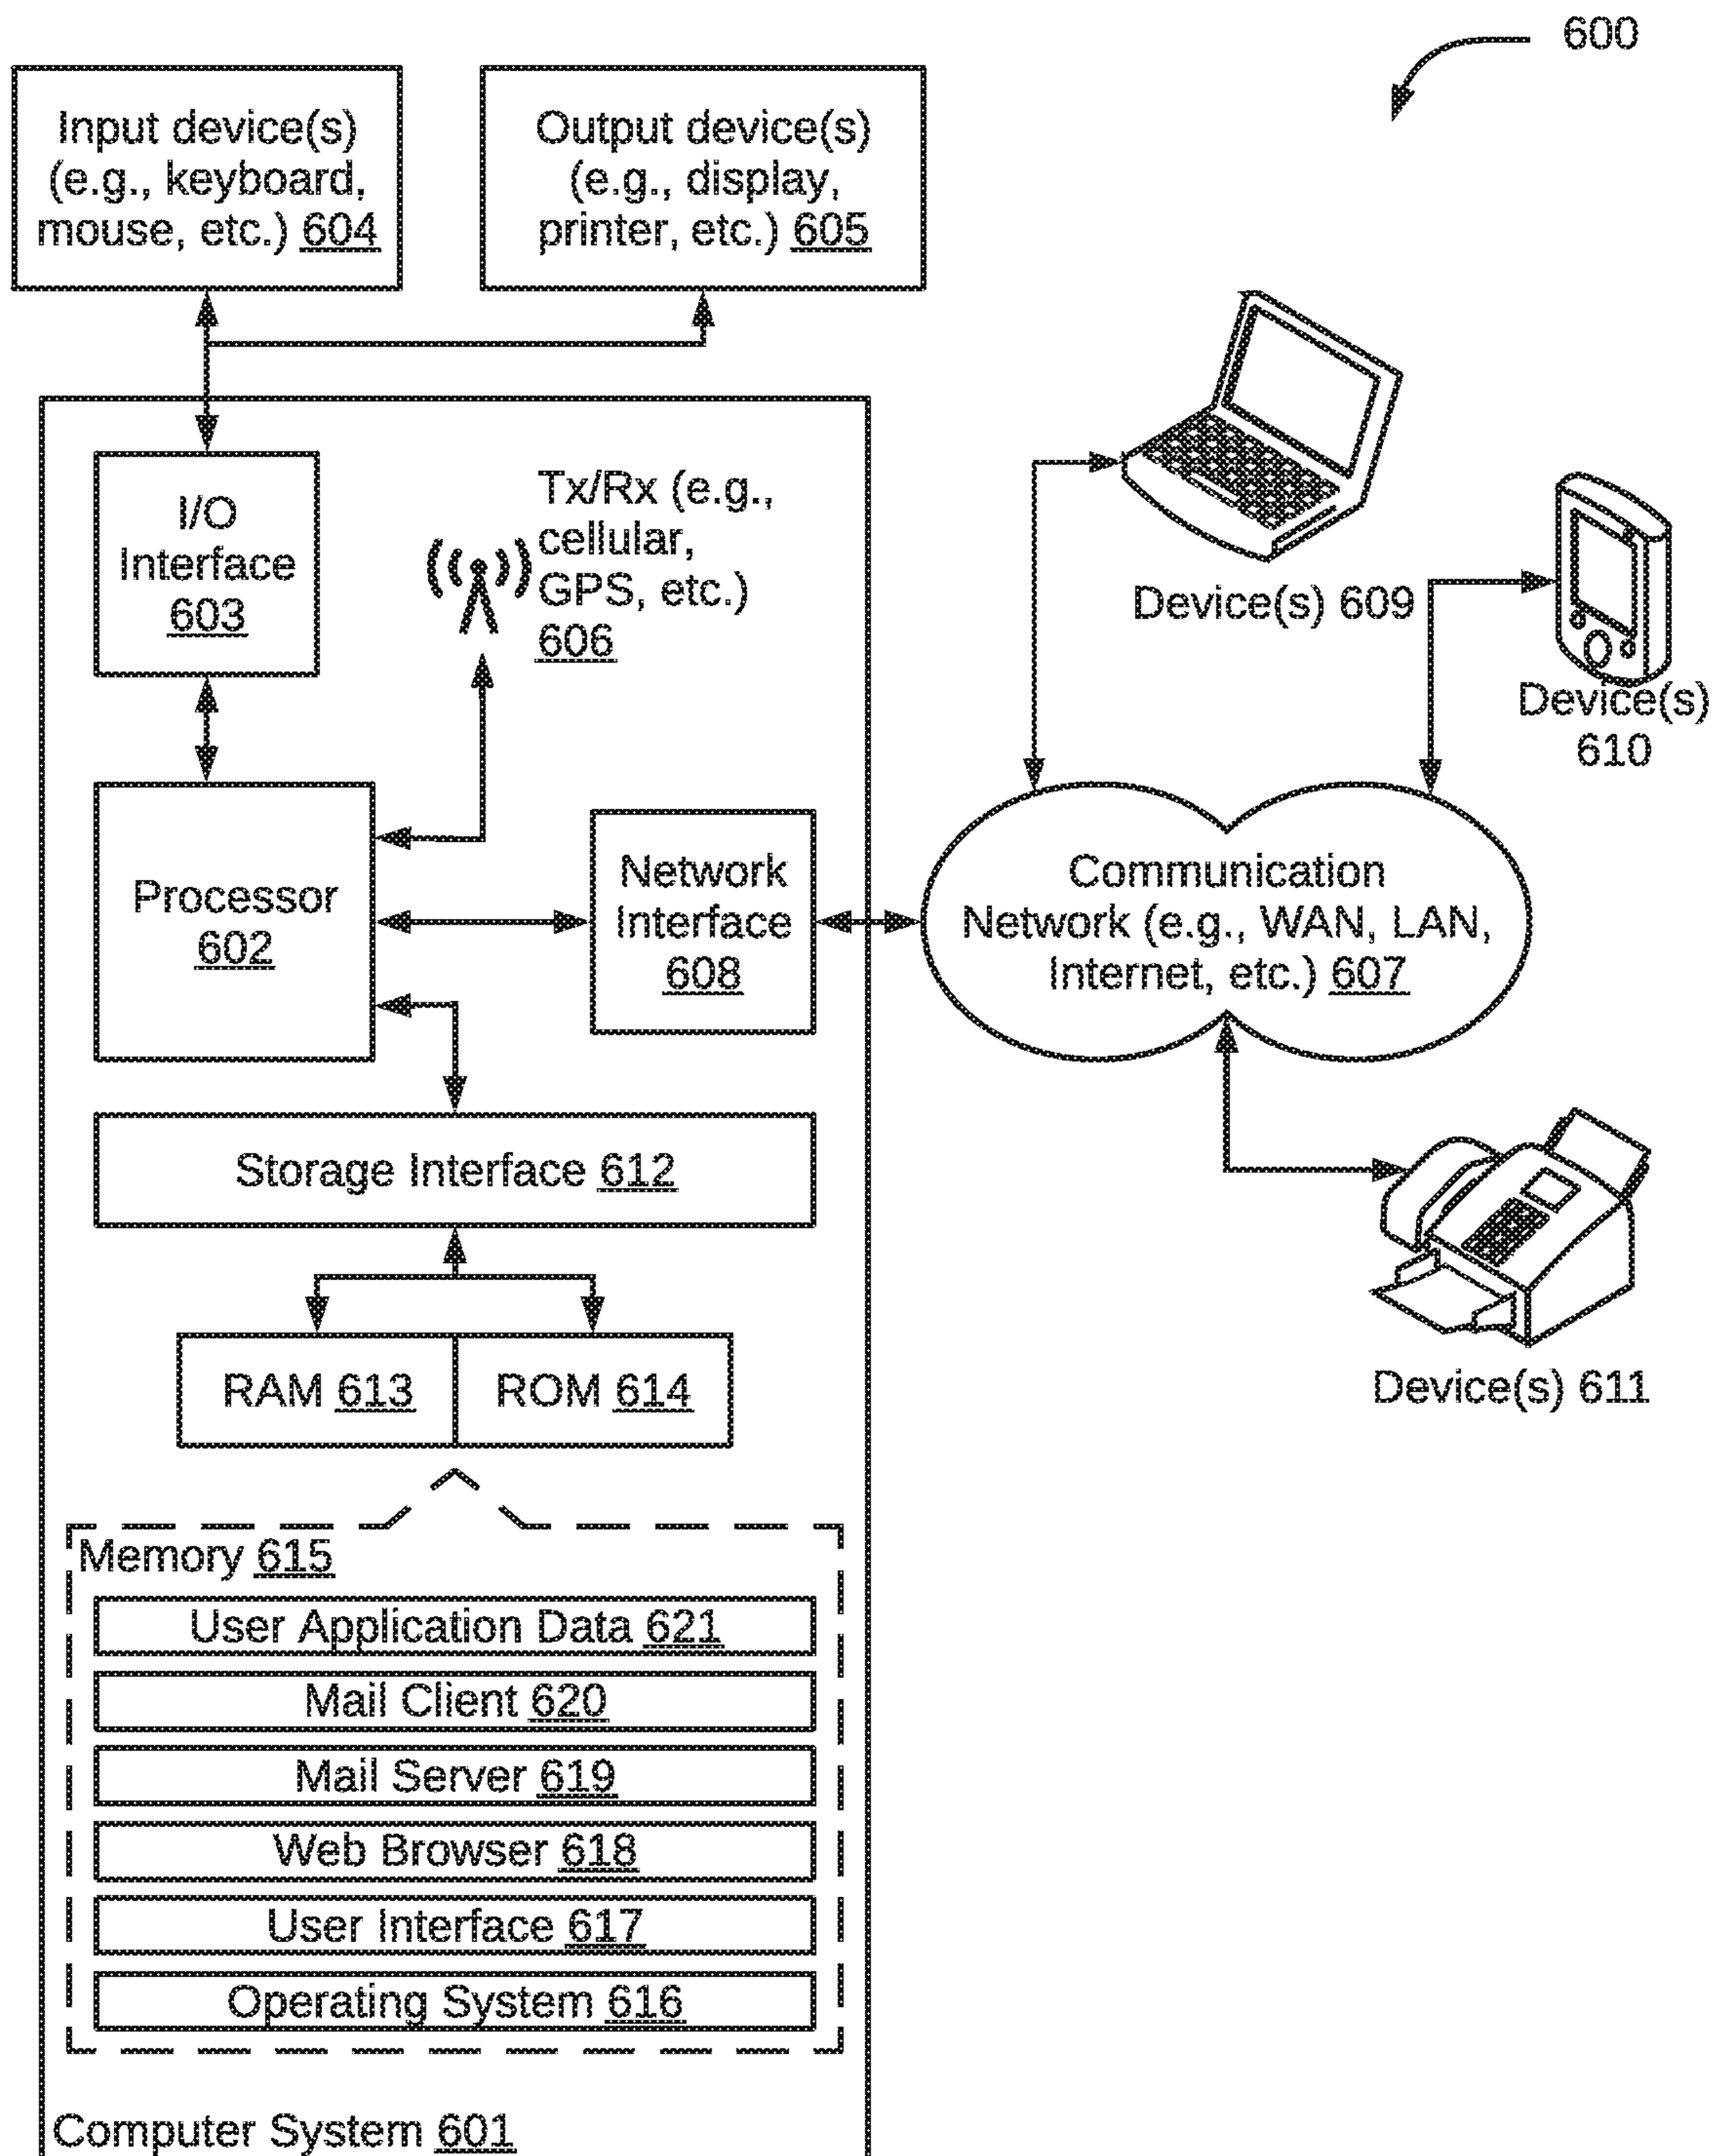 600
Input device(s)
(e.g., keyboard,
mouse, etc.) 604
Output device(s)
(e.g., display,
printer, etc.) 605
I/O
Interface
603
Tx/Rx (e.g.,
cellular,
GPS, etc.)
606
Device(s) 609
Device(s)
610
Processor
602
Network
Interface
608
Communication
Network (e.g., WAN, LAN,
Internet, etc.) 607
Storage Interface 612
Device(s) 611
RAM 613
ROM 614
Memory 615
User Application Data 621
Mail Client 620
Mail Server 619
Web Browser 618
User Interface 617
Operating System 616
Computer System 601